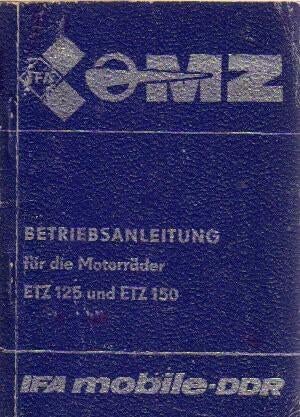 IFA
MZ
BETRIEBSANLEITUNG
für die Motorräder
ETZ 125 und ETZ 150
IFA mobile-DDR